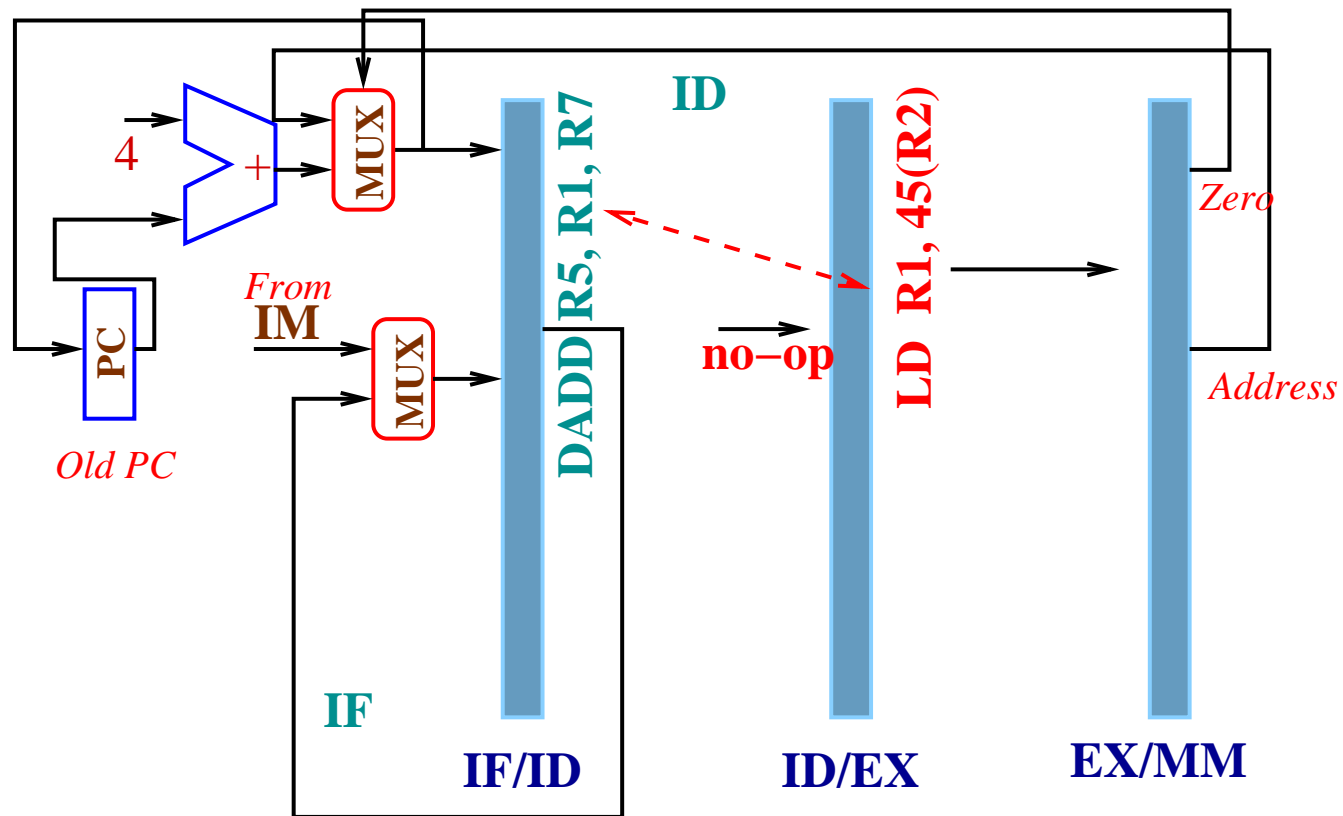 ID
4
+
MUX
DADD R5, R1, R7
LD R1, 45(R2)
Zero
From
IM
PC
MUX
no−op
Address
Old PC
IF
IF/ID
ID/EX
EX/MM